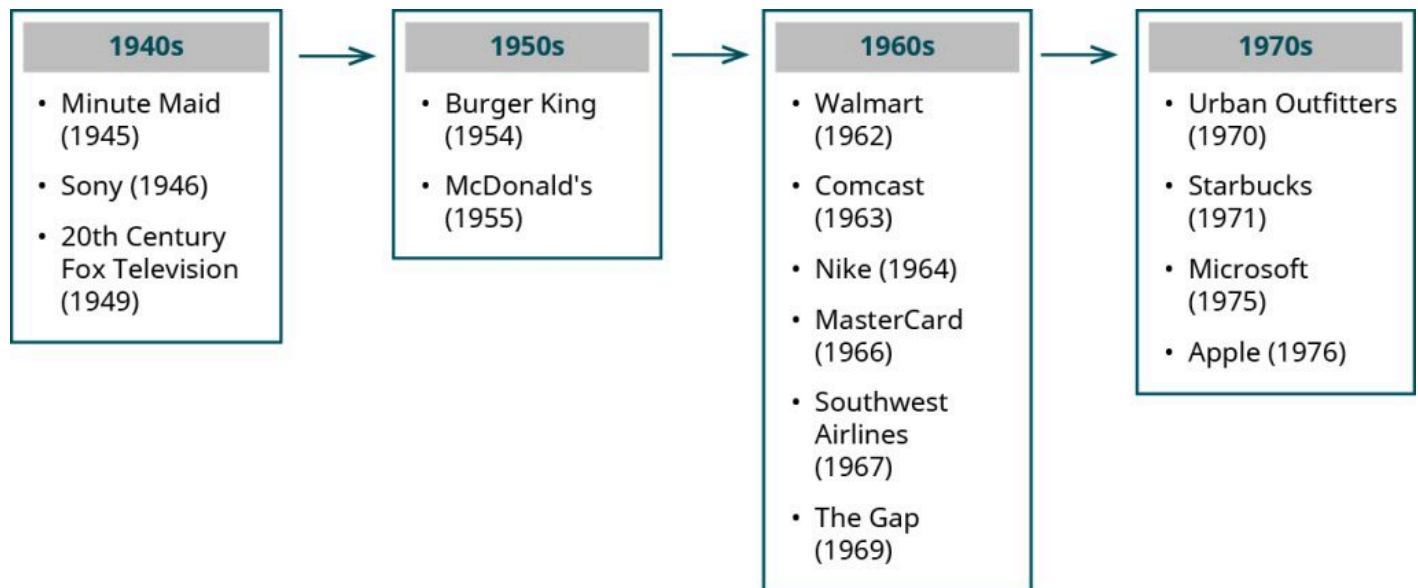 1940s
• Minute Maid
(1945)
• Sony (1946)
• 20th Century
Fox Television
(1949)
1950s
• Burger King
(1954)
• McDonald's
(1955)
1960s
• Walmart
(1962)
• Comcast
(1963)
• Nike (1964)
• MasterCard
(1966)
• Southwest
Airlines
(1967)
• The Gap
(1969)
1970s
• Urban Outfitters
(1970)
• Starbucks
(1971)
• Microsoft
(1975)
• Apple (1976)